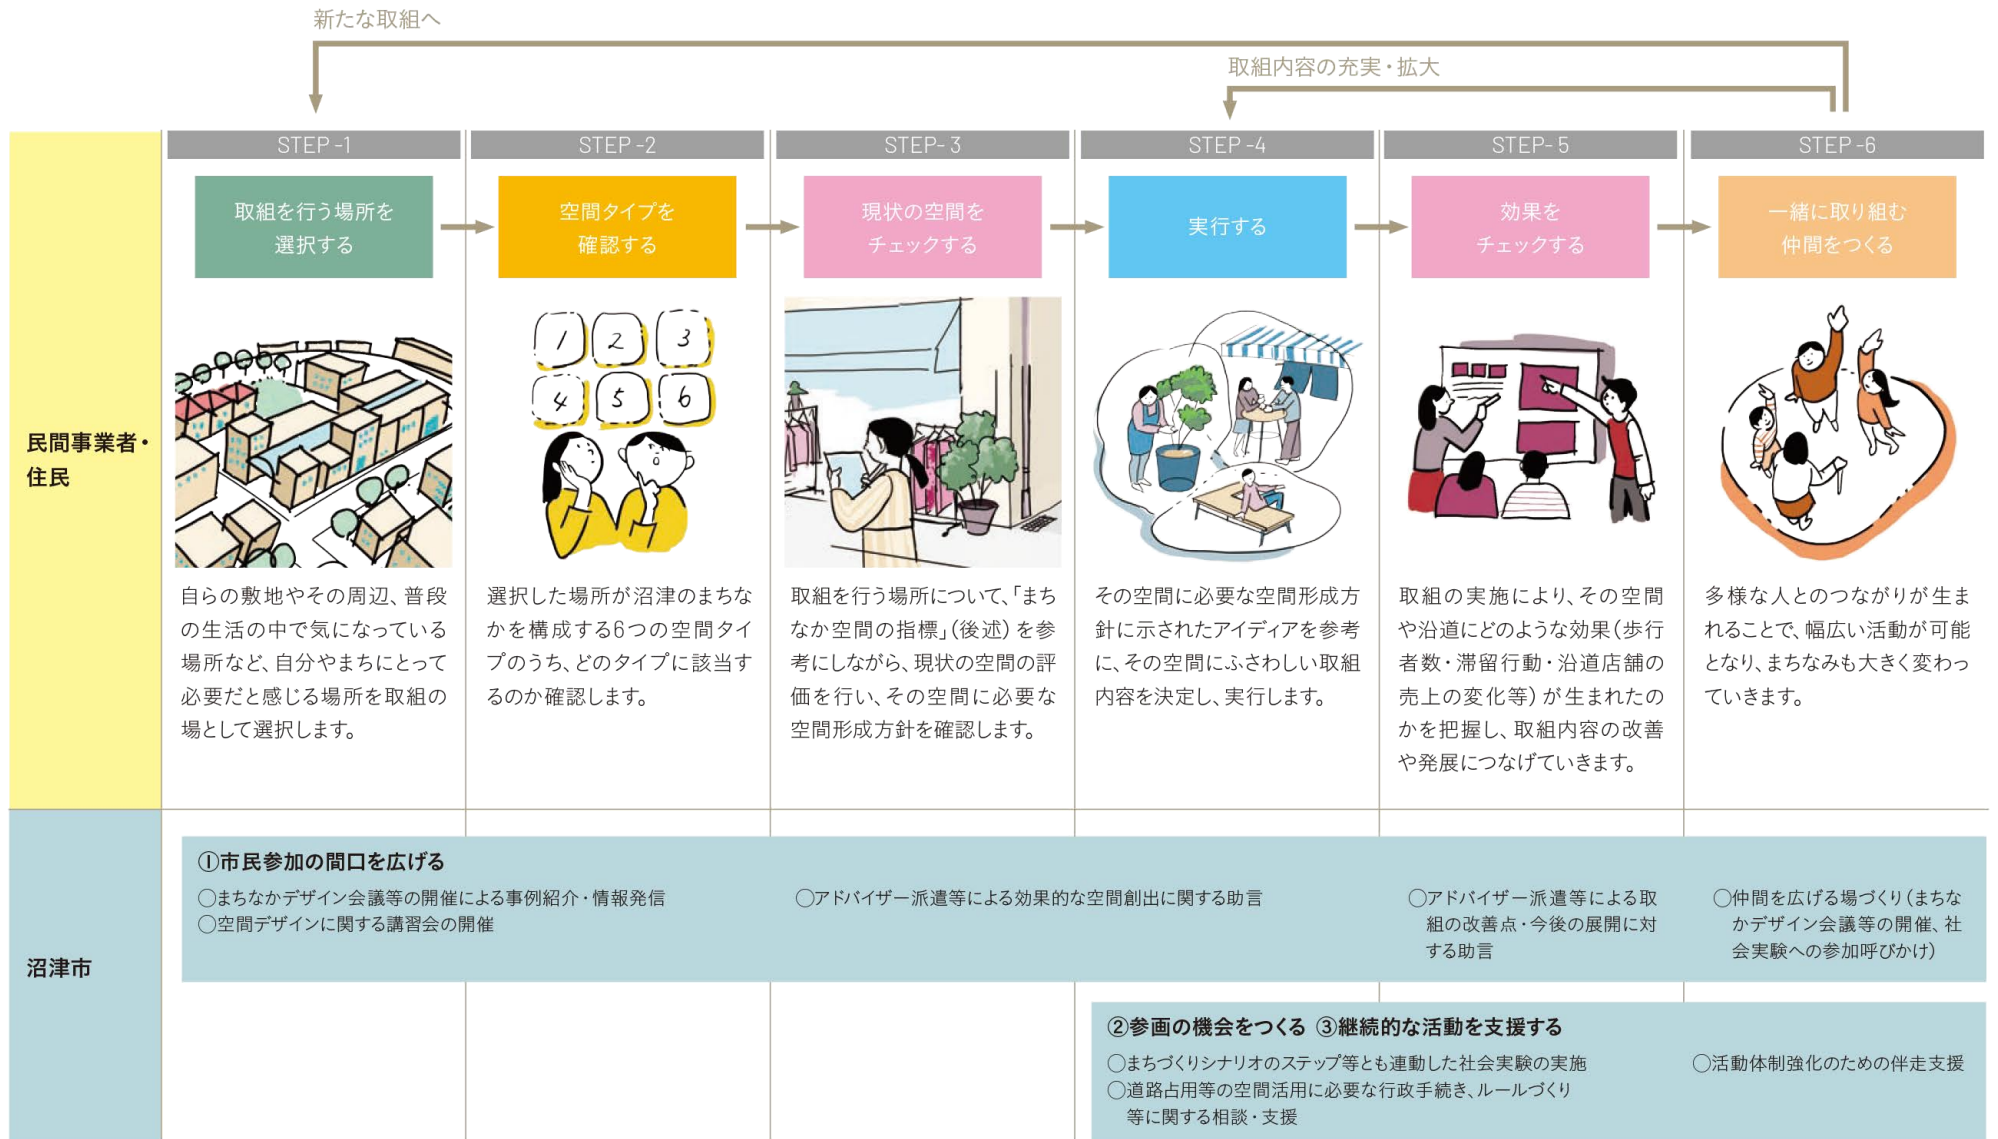 新たな取組へ
取組内容の充実・拡大
STEP-1
STEP-2
STEP-3
STEP-4
STEP-5
STEP-6
民間事業者・
住民
取組を行う場所を
選択する
空間タイプを
確認する
現状の空間を
チェックする
実行する
効果を
チェックする
一緒に取り組む
仲間をつくる
1 2 3
4 5 6
自らの敷地やその周辺、普段
の生活の中で気になっている
場所など、自分やまちにとって
必要だと感じる場所を取組の
場として選択します。
選択した場所が沼津のまちな
かを構成する6つの空間タイ
プのうち、どのタイプに該当す
るのか確認します。
取組を行う場所について、「まち
なか空間の指標」（後述）を参
考にしながら、現状の空間の評
価を行い、その空間に必要な
空間形成方針を確認します。
その空間に必要な空間形成方
針に示されたアイディアを参考
に、その空間にふさわしい取組
内容を決定し、実行します。
取組の実施により、その空間
や沿道にどのような効果（歩行
者数・滞留行動・沿道店舗の
売上の変化等）が生まれたの
かを把握し、取組内容の改善
や発展につなげていきます。
多様な人とのつながりが生ま
れることで、幅広い活動が可能
となり、まちなみも大きく変わっ
ていきます。
沼津市
①市民参加の間口を広げる
○まちなかデザイン会議等の開催による事例紹介・情報発信
○空間デザインに関する講習会の開催
○アドバイザー派遣等による効果的な空間創出に関する助言
○アドバイザー派遣等による取
組の改善点・今後の展開に対
する助言
○仲間を広げる場づくり（まちな
かデザイン会議等の開催、社
会実験への参加呼びかけ）
②参画の機会をつくる ③継続的な活動を支援する
○まちづくりシナリオのステップ等とも連動した社会実験の実施
○道路占用等の空間活用に必要な行政手続き、ルールづくり
等に関する相談・支援
○活動体制強化のための伴走支援